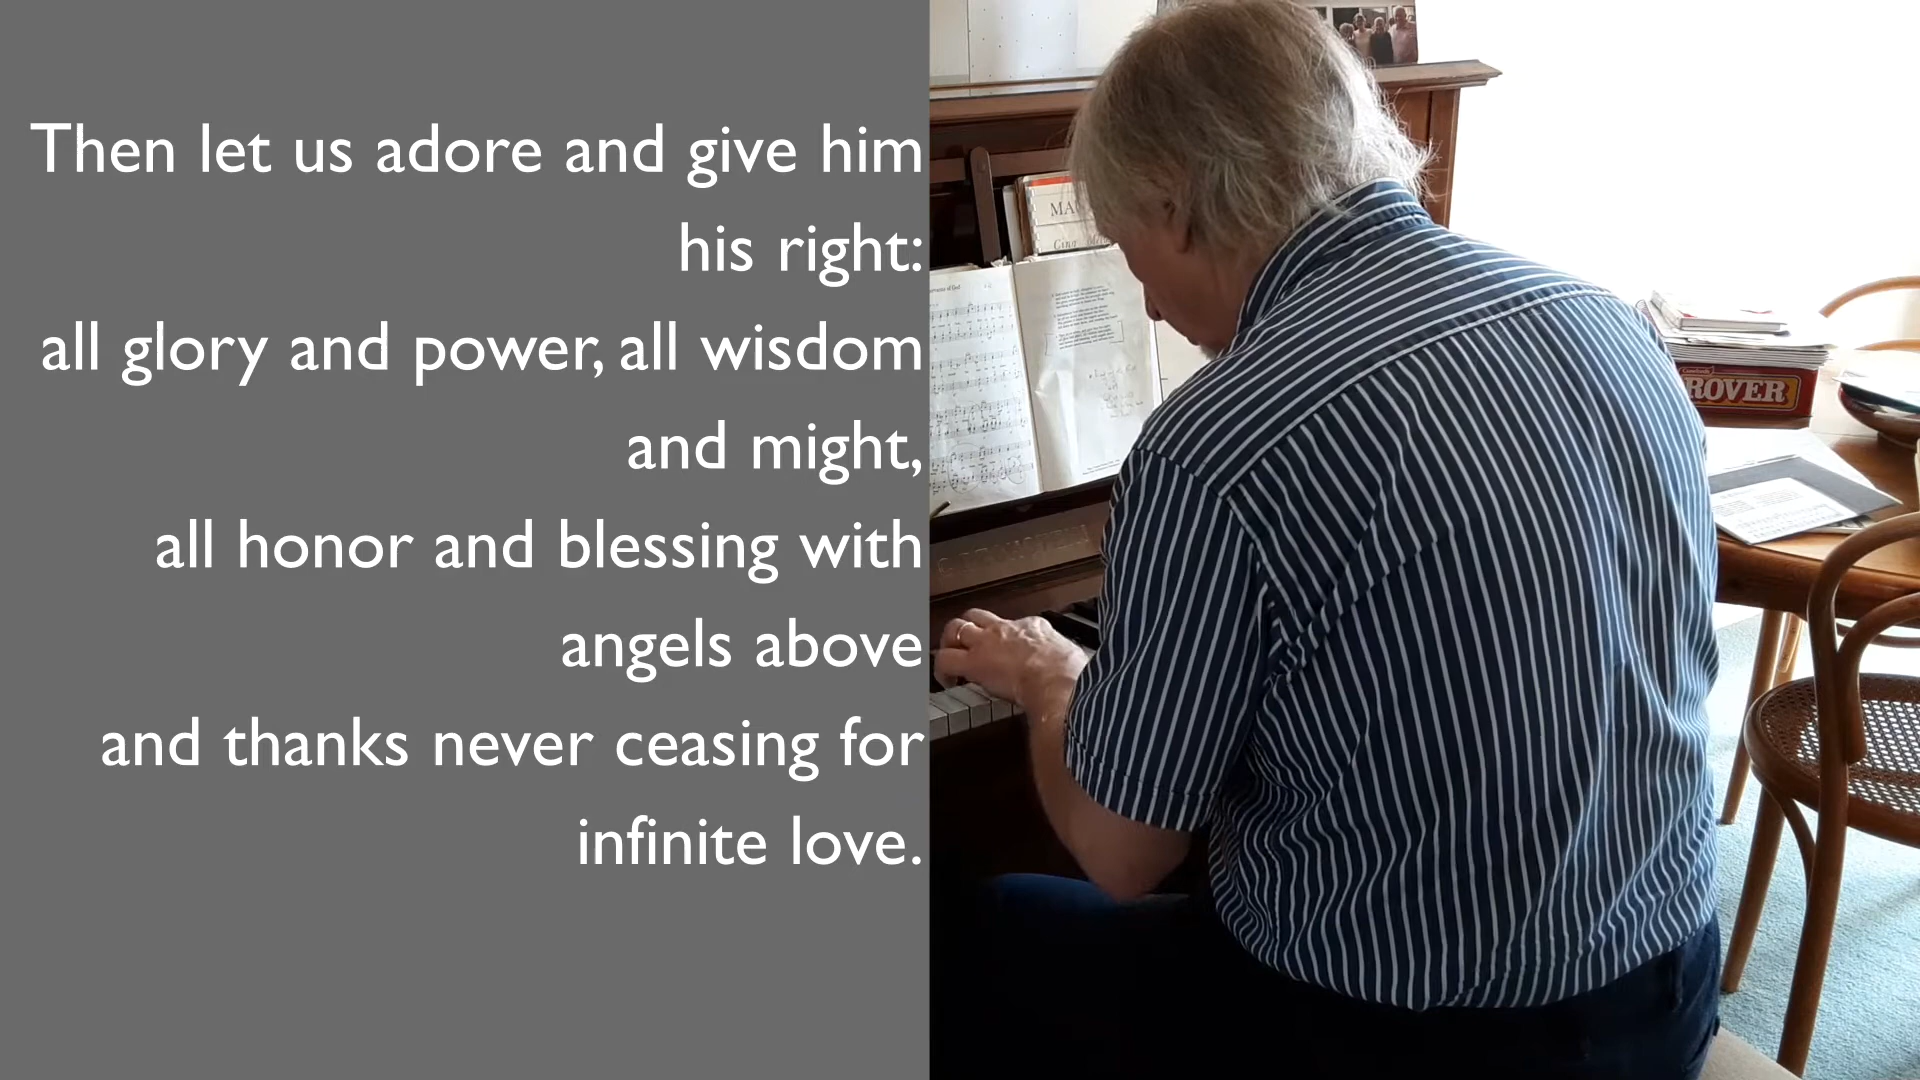 Then let us adore and give him
his right:
all glory and power, all wisdom
and might,
all honor and blessing with
angels above
and thanks never ceasing for
infinite love.
MA
ROVER